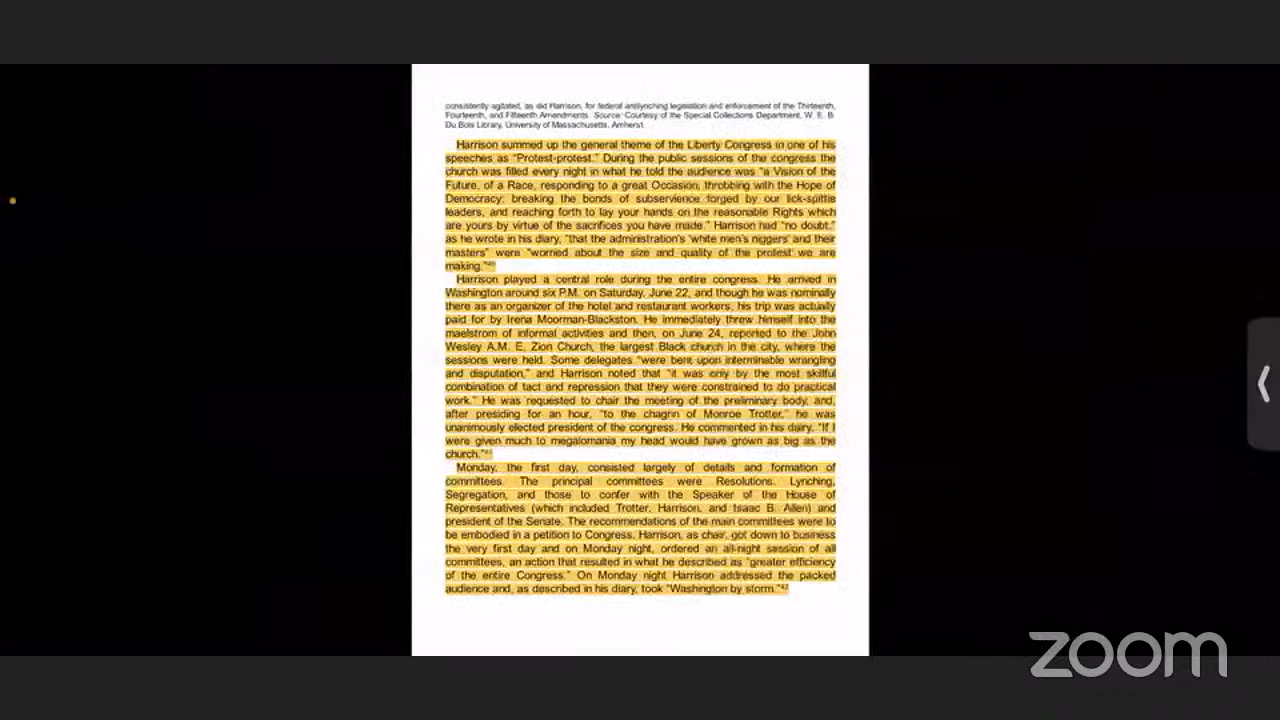 consistently agitated, as did Harrison, for federal antilynching legislation and enforcement of the Thirteenth,
Fourteenth, and Fifteenth Amendments. Source: Courtesy of the Special Collections Department, W. E. B.
Du Bois Library, University of Massachusetts, Amherst.
Harrison summed up the general theme of the Liberty Congress in one of his
speeches as "Protest-protest." During the public sessions of the congress the
church was filled every night in what he told the audience was "a Vision of the
Future, of a Race, responding to a great Occasion, throbbing with the Hope of
Democracy; breaking the bonds of subservience forged by our lick-spittle
leaders, and reaching forth to lay your hands on the reasonable Rights which
are yours by virtue of the sacrifices you have made." Harrison had "no doubt,"
as he wrote in his diary, "that the administration's 'white men's niggers' and their
masters" were "worried about the size and quality of the protest we are
making."⁴⁰
Harrison played a central role during the entire congress. He arrived in
Washington around six P.M. on Saturday, June 22, and though he was nominally
there as an organizer of the hotel and restaurant workers, his trip was actually
paid for by Irena Moorman-Blackston. He immediately threw himself into the
maelstrom of informal activities and then, on June 24, reported to the John
Wesley A.M. E. Zion Church, the largest Black church in the city, where the
sessions were held. Some delegates "were bent upon interminable wrangling
and disputation," and Harrison noted that "it was only by the most skillful
combination of tact and repression that they were constrained to do practical
work." He was requested to chair the meeting of the preliminary body, and,
after presiding for an hour, "to the chagrin of Monroe Trotter," he was
unanimously elected president of the congress. He commented in his diary, "If I
were given much to megalomania my head would have grown as big as the
church."⁴¹
Monday, the first day, consisted largely of details and formation of
committees. The principal committees were Resolutions, Lynching,
Segregation, and those to confer with the Speaker of the House of
Representatives (which included Trotter, Harrison, and Isaac B. Allen) and
president of the Senate. The recommendations of the main committees were to
be embodied in a petition to Congress. Harrison, as chair, got down to business
the very first day and on Monday night, ordered an all-night session of all
committees, an action that resulted in what he described as "greater efficiency
of the entire Congress." On Monday night Harrison addressed the packed
audience and, as described in his diary, took "Washington by storm."⁴²
zoom